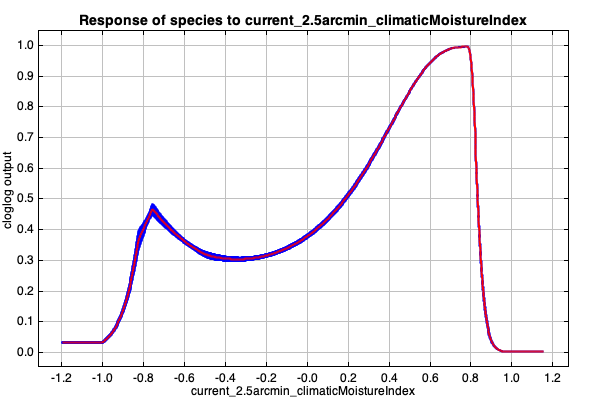 Response of species to current_2.5arcmin_climaticMoistureIndex
cloglog output
1.0
0.9
0.8
0.7
0.6
0.5
0.4
0.3
0.2
0.1
0.0
-1.2 -1.0 -0.8 -0.6 -0.4 -0.2 -0.0 0.2 0.4 0.6 0.8 1.0 1.2
current_2.5arcmin_climaticMoistureIndex